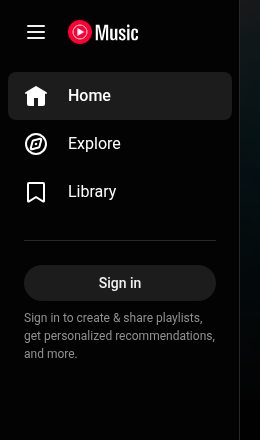 Music
Home
Explore
Library
Sign in
Sign in to create & share playlists,
get personalized recommendations,
and more.